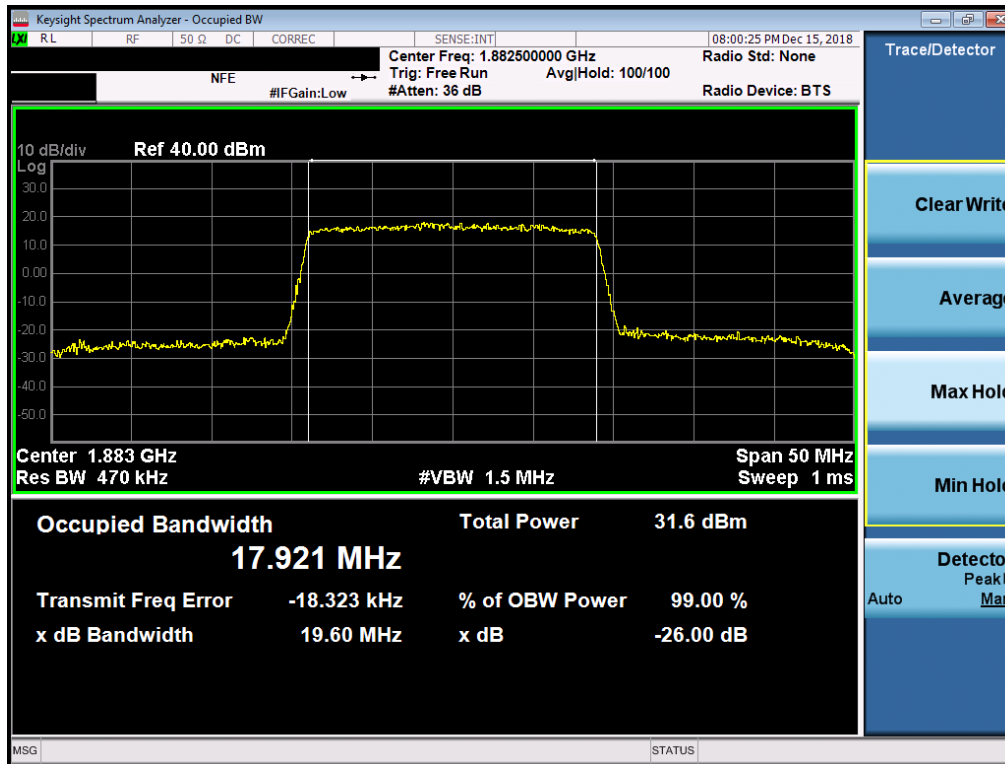 Keysight Spectrum Analyzer - Occupied BW
LXI RL RF 50 Ω DC CORREC SENSE:INT 08:00:25 PM Dec 15, 2018
Center Freq: 1.882500000 GHz Radio Std: None
NFE Trig: Free Run Avg|Hold: 100/100
#IFGain:Low #Atten: 36 dB Radio Device: BTS
10 dB/div Ref 40.00 dBm
Log
30.0
20.0
10.0
0.00
-10.0
-20.0
-30.0
-40.0
-50.0
Center 1.883 GHz Span 50 MHz
Res BW 470 kHz #VBW 1.5 MHz Sweep 1 ms
Occupied Bandwidth Total Power 31.6 dBm
17.921 MHz
Transmit Freq Error -18.323 kHz % of OBW Power 99.00 %
x dB Bandwidth 19.60 MHz x dB -26.00 dB
MSG STATUS
Trace/Detector
Clear Write
Average
Max Hold
Min Hold
Detector
Peak
Auto Man